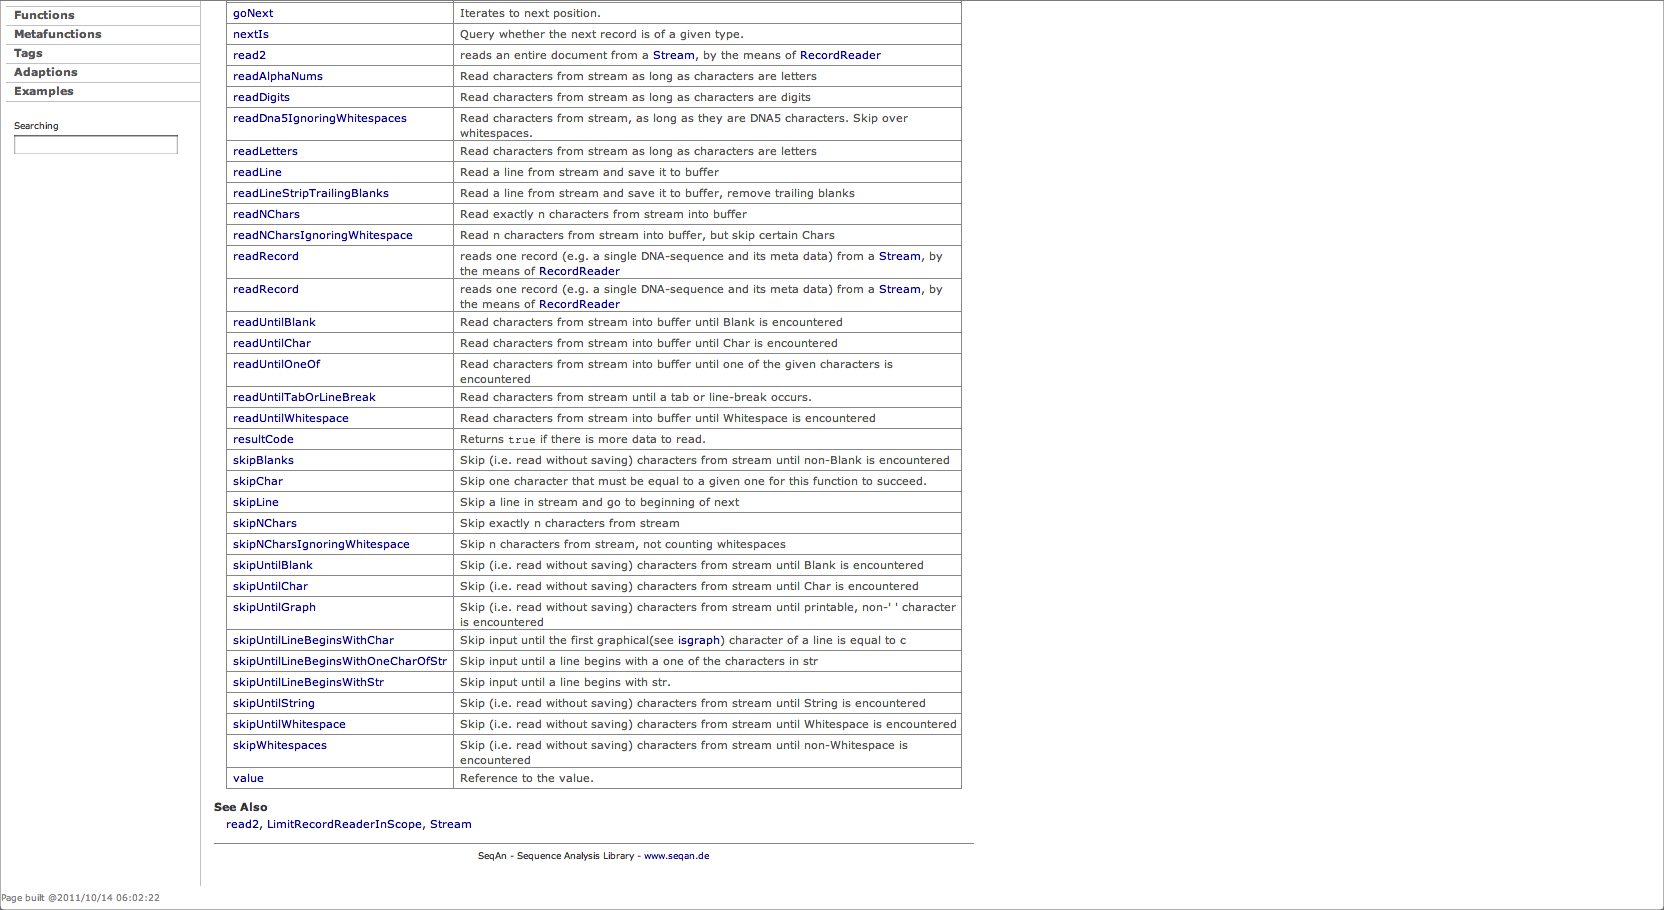 Functions
Metafunctions
Tags
Adaptions
Examples
Searching
goNext Iterates to next position.
nextIs Query whether the next record is of a given type.
read2 reads an entire document from a Stream, by the means of RecordReader
readAlphaNums Read characters from stream as long as characters are letters
readDigits Read characters from stream as long as characters are digits
readDna5IgnoringWhitespaces Read characters from stream, as long as they are DNA5 characters. Skip over
whitespaces.
readLetters Read characters from stream as long as characters are letters
readLine Read a line from stream and save it to buffer
readLineStripTrailingBlanks Read a line from stream and save it to buffer, remove trailing blanks
readNChars Read exactly n characters from stream into buffer
readNCharsIgnoringWhitespace Read n characters from stream into buffer, but skip certain Chars
readRecord reads one record (e.g. a single DNA-sequence and its meta data) from a Stream, by
the means of RecordReader
readRecord reads one record (e.g. a single DNA-sequence and its meta data) from a Stream, by
the means of RecordReader
readUntilBlank Read characters from stream into buffer until Blank is encountered
readUntilChar Read characters from stream into buffer until Char is encountered
readUntilOneOf Read characters from stream into buffer until one of the given characters is
encountered
readUntilTabOrLineBreak Read characters from stream until a tab or line-break occurs.
readUntilWhitespace Read characters from stream into buffer until Whitespace is encountered
resultCode Returns true if there is more data to read.
skipBlanks Skip (i.e. read without saving) characters from stream until non-Blank is encountered
skipChar Skip one character that must be equal to a given one for this function to succeed.
skipLine Skip a line in stream and go to beginning of next
skipNChars Skip exactly n characters from stream
skipNCharsIgnoringWhitespace Skip n characters from stream, not counting whitespaces
skipUntilBlank Skip (i.e. read without saving) characters from stream until Blank is encountered
skipUntilChar Skip (i.e. read without saving) characters from stream until Char is encountered
skipUntilGraph Skip (i.e. read without saving) characters from stream until printable, non-' ' character
is encountered
skipUntilLineBeginsWithChar Skip input until the first graphical(see isgraph) character of a line is equal to c
skipUntilLineBeginsWithOneCharOfStr Skip input until a line begins with a one of the characters in str
skipUntilLineBeginsWithStr Skip input until a line begins with str.
skipUntilString Skip (i.e. read without saving) characters from stream until String is encountered
skipUntilWhitespace Skip (i.e. read without saving) characters from stream until Whitespace is encountered
skipWhitespaces Skip (i.e. read without saving) characters from stream until non-Whitespace is
encountered
value Reference to the value.
See Also
read2, LimitRecordReaderInScope, Stream
SeqAn - Sequence Analysis Library - www.seqan.de
Page built @2011/10/14 06:02:22